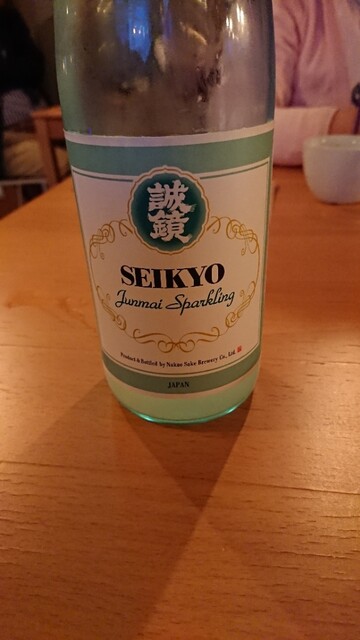 誠鏡
SEIKYO
Junmai Sparkling
Product & Bottled by Nakao Sake Brewery Co., Ltd.
JAPAN